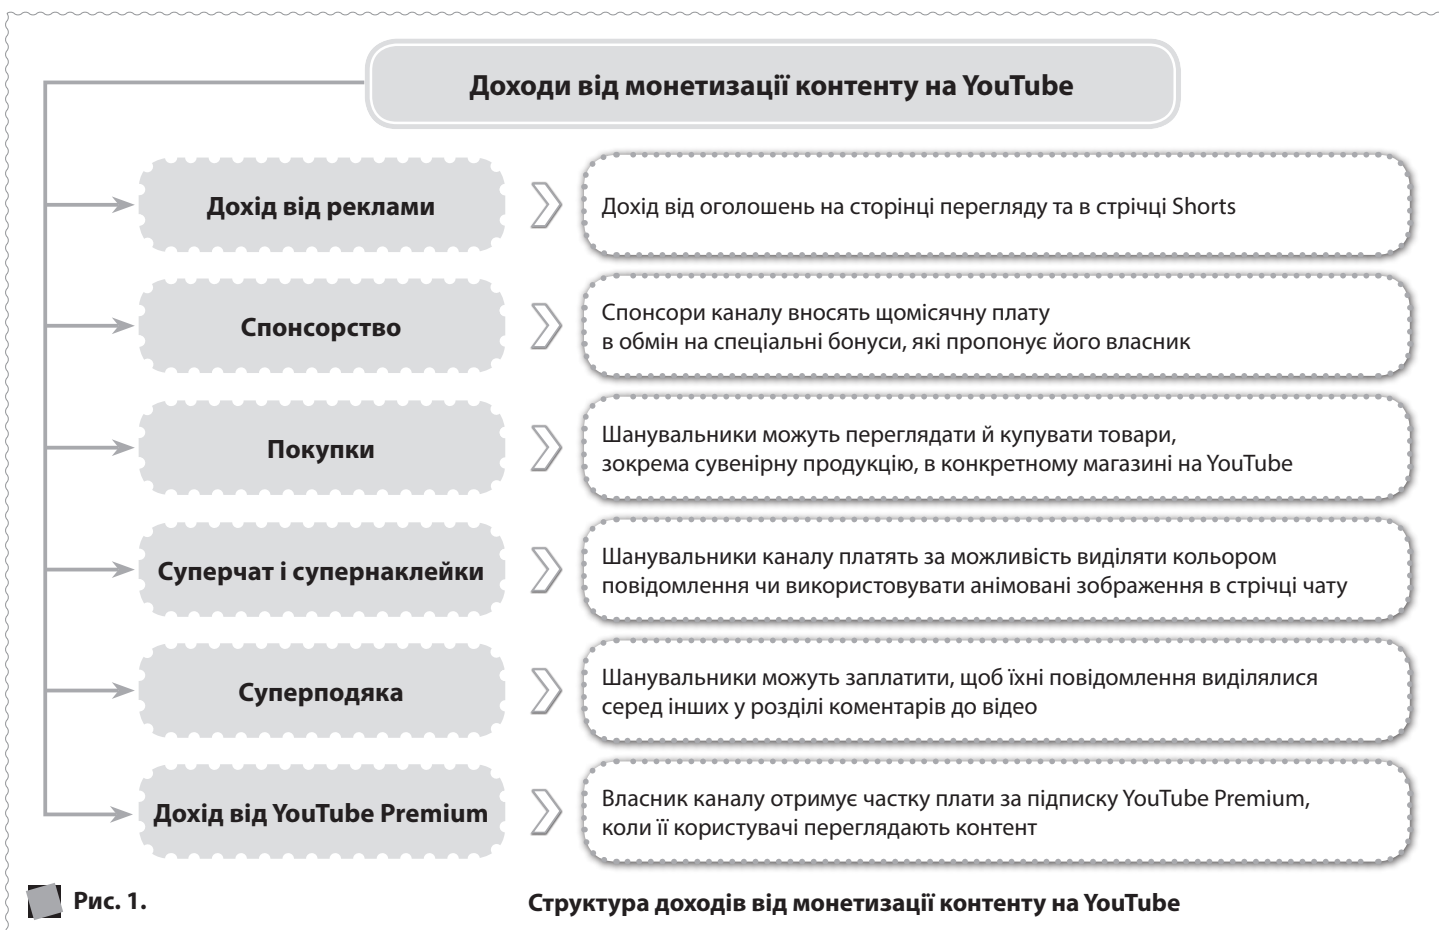 Доходи від монетизації контенту на YouTube
Дохід від реклами
Дохід від оголошень на сторінці перегляду та в стрічці Shorts
Спонсорство
Спонсори каналу вносять щомісячну плату
в обмін на спеціальні бонуси, які пропонує його власник
Покупки
Шанувальники можуть переглядати й купувати товари,
зокрема сувенірну продукцію, в конкретному магазині на YouTube
Суперчат і супернаклейки
Шанувальники каналу платять за можливість виділяти кольором
повідомлення чи використовувати анімовані зображення в стрічці чату
Суперподяка
Шанувальники можуть заплатити, щоб їхні повідомлення виділялися
серед інших у розділі коментарів до відео
Дохід від YouTube Premium
Власник каналу отримує частку плати за підписку YouTube Premium,
коли її користувачі переглядають контент
Рис. 1. Структура доходів від монетизації контенту на YouTube